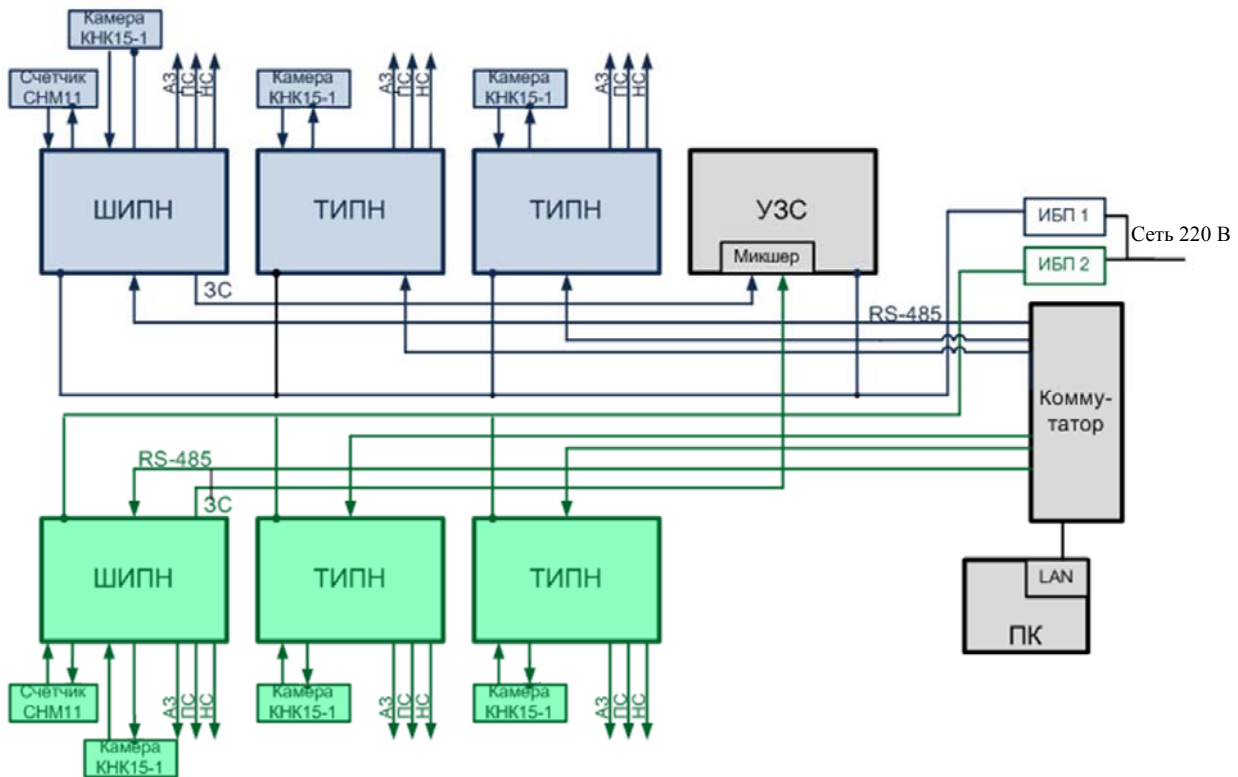 Камера
КНК15-1
Счетчик
СНМ11
АЗ
ПС
НС
Камера
КНК15-1
АЗ
ПС
НС
Камера
КНК15-1
АЗ
ПС
НС
ШИПН
ТИПН
ТИПН
УЗС
Микшер
ИБП 1
Сеть 220 В
ИБП 2
ЗС
RS-485
Комму-
татор
RS-485
ЗС
ШИПН
ТИПН
ТИПН
LAN
ПК
Счетчик
СНМ11
Камера
КНК15-1
АЗ
ПС
НС
Камера
КНК15-1
АЗ
ПС
НС
Камера
КНК15-1
АЗ
ПС
НС